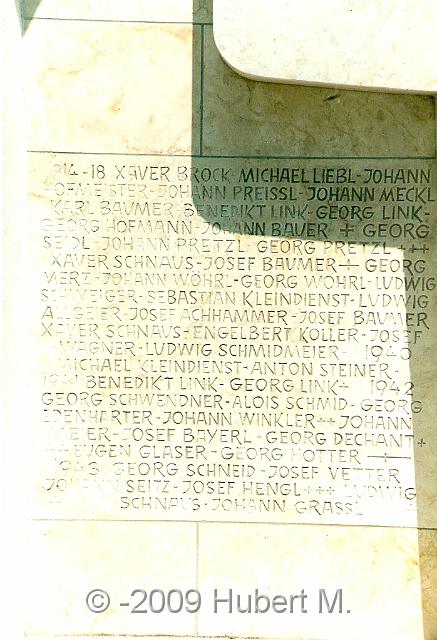 1914-18 XAVER BROCK-MICHAEL LIEBL-JOHANN
HOFMEISTER-JOHANN PREISSL-JOHANN MECKL
KARL BAUMER-BENEDIKT LINK-GEORG LINK-
GEORG HOFMANN-JOHANN BAUER + GEORG
SEIDL-JOHANN PRETZL-GEORG PRETZL +++
XAVER SCHNAUS-JOSEF BAUMER-+ GEORG
MERZ-JOHANN WÖHRL-GEORG WÖHRL-LUDWIG
SCHWEIGER-SEBASTIAN KLEINDIENST-LUDWIG
ALLGEIER-JOSEF ACHHAMMER-JOSEF BAUMER
XAVER SCHNAUS-ENGELBERT KOLLER-JOSEF
WAGNER-LUDWIG SCHMIDMEIER- 1940
MICHAEL KLEINDIENST-ANTON STEINER-
1941 BENEDIKT LINK-GEORG LINK+ 1942
GEORG SCHWENDNER-ALOIS SCHMID-GEORG
EDENHARTER-JOHANN WINKLER++JOHANN
MEIER-JOSEF BAYERL-GEORG DECHANT+
+EUGEN GLASER-GEORG HOTTER +
1943 GEORG SCHNEID-JOSEF VETTER
JOHANN SEITZ-JOSEF HENGL+++ LUDWIG
SCHNAUS-JOHANN GRASSL
© -2009 Hubert M.